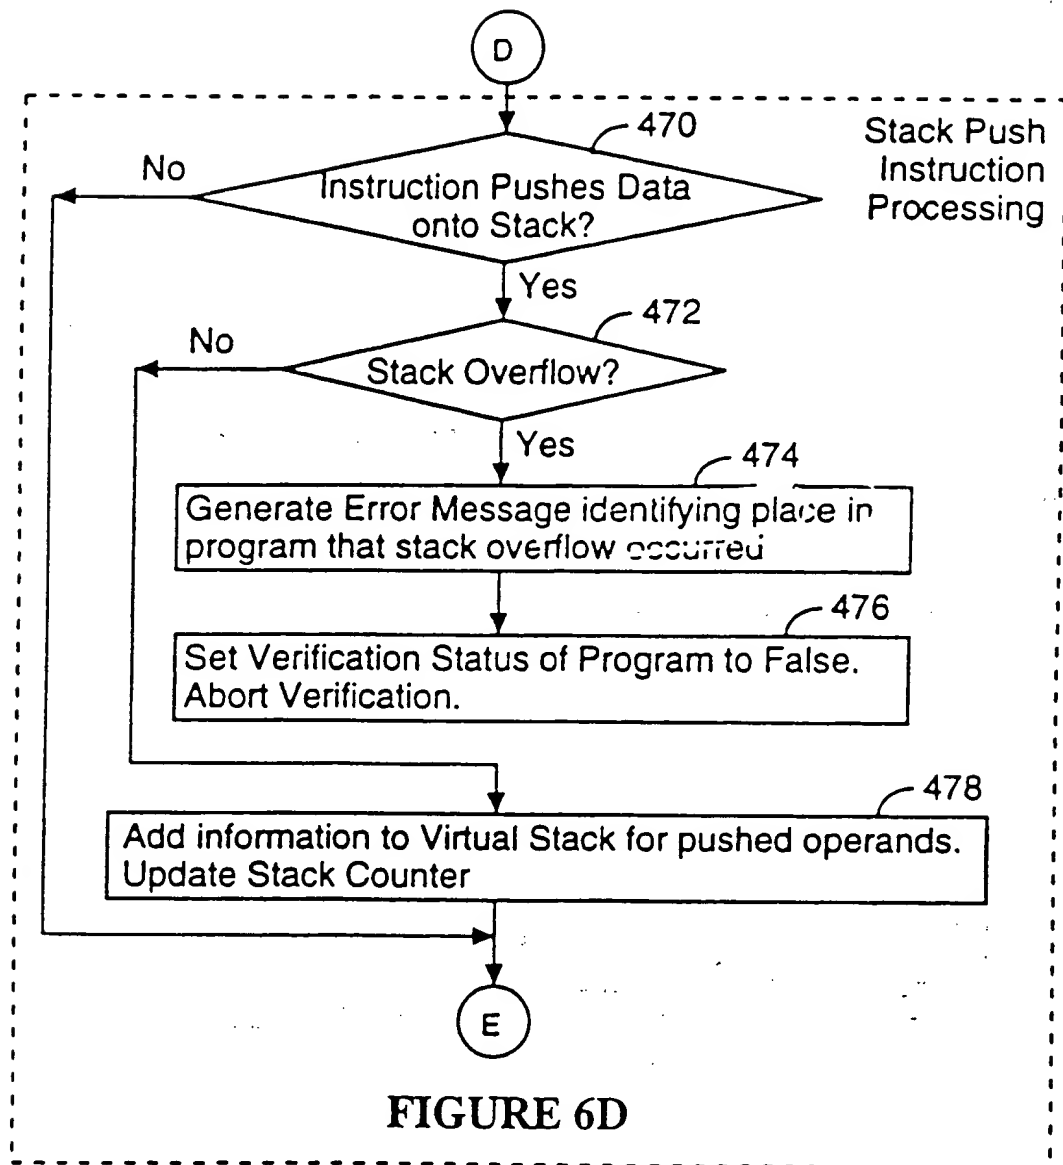 D
470
Stack Push
Instruction
Processing
No
Instruction Pushes Data
onto Stack?
Yes
472
No
Stack Overflow?
Yes
474
Generate Error Message identifying place in
program that stack overflow occurred
476
Set Verification Status of Program to False.
Abort Verification.
478
Add information to Virtual Stack for pushed operands.
Update Stack Counter
E
FIGURE 6D